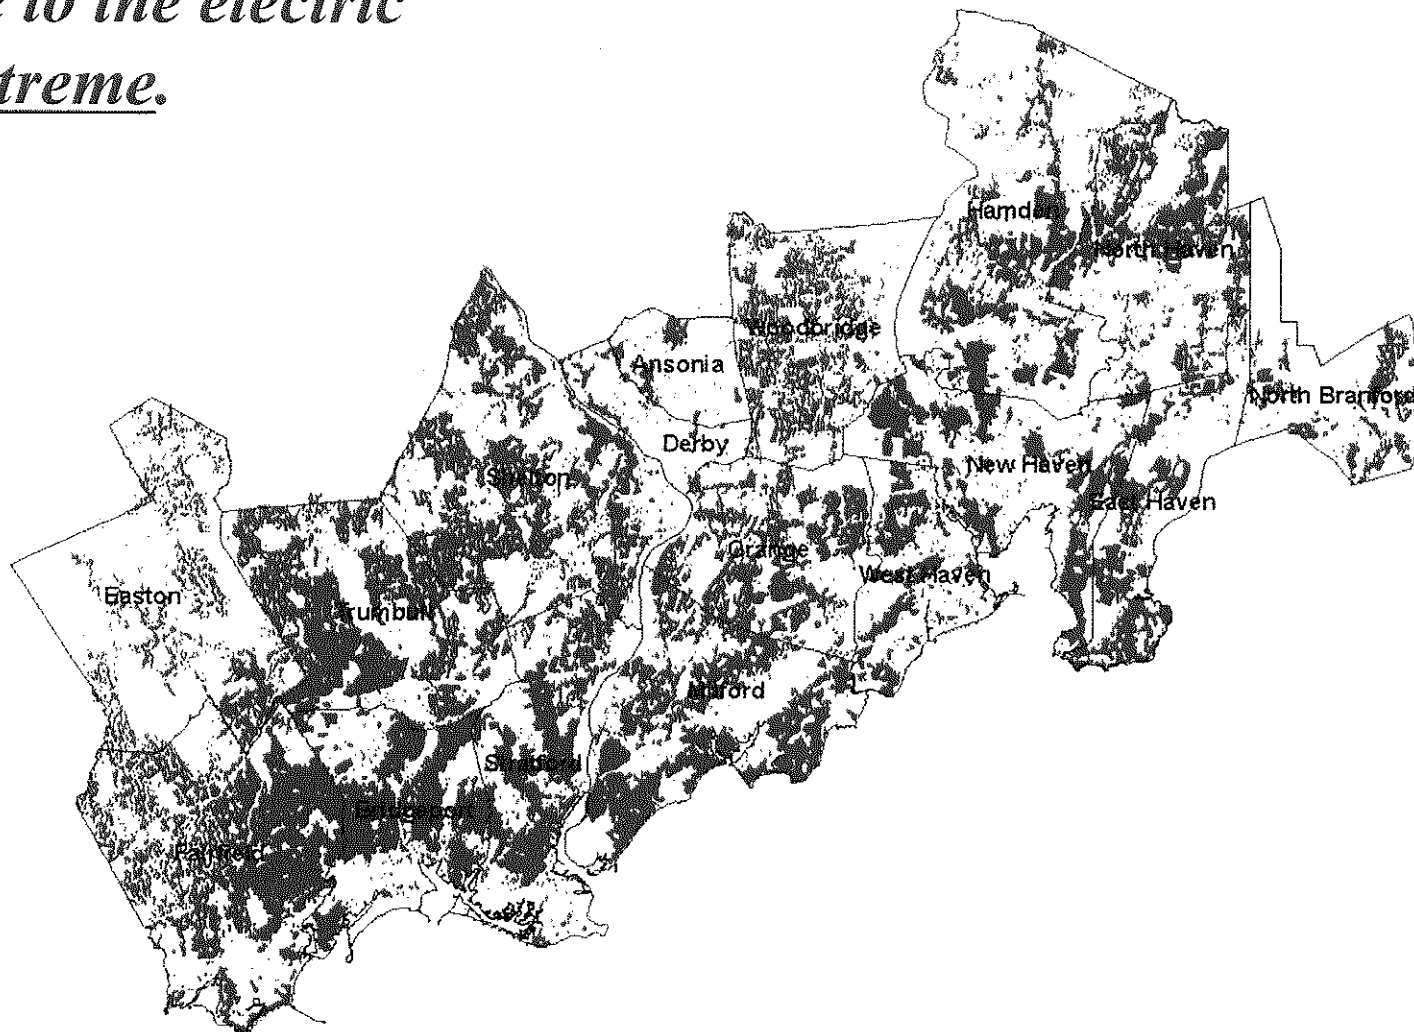 to the electric
treme.
Hamden
North Haven
Woodbridge
Ansonia
North Branford
Derby
New Haven
Shelton
East Haven
Orange
West Haven
Easton
Trumbull
Milford
Stratford
Bridgeport
Fairfield